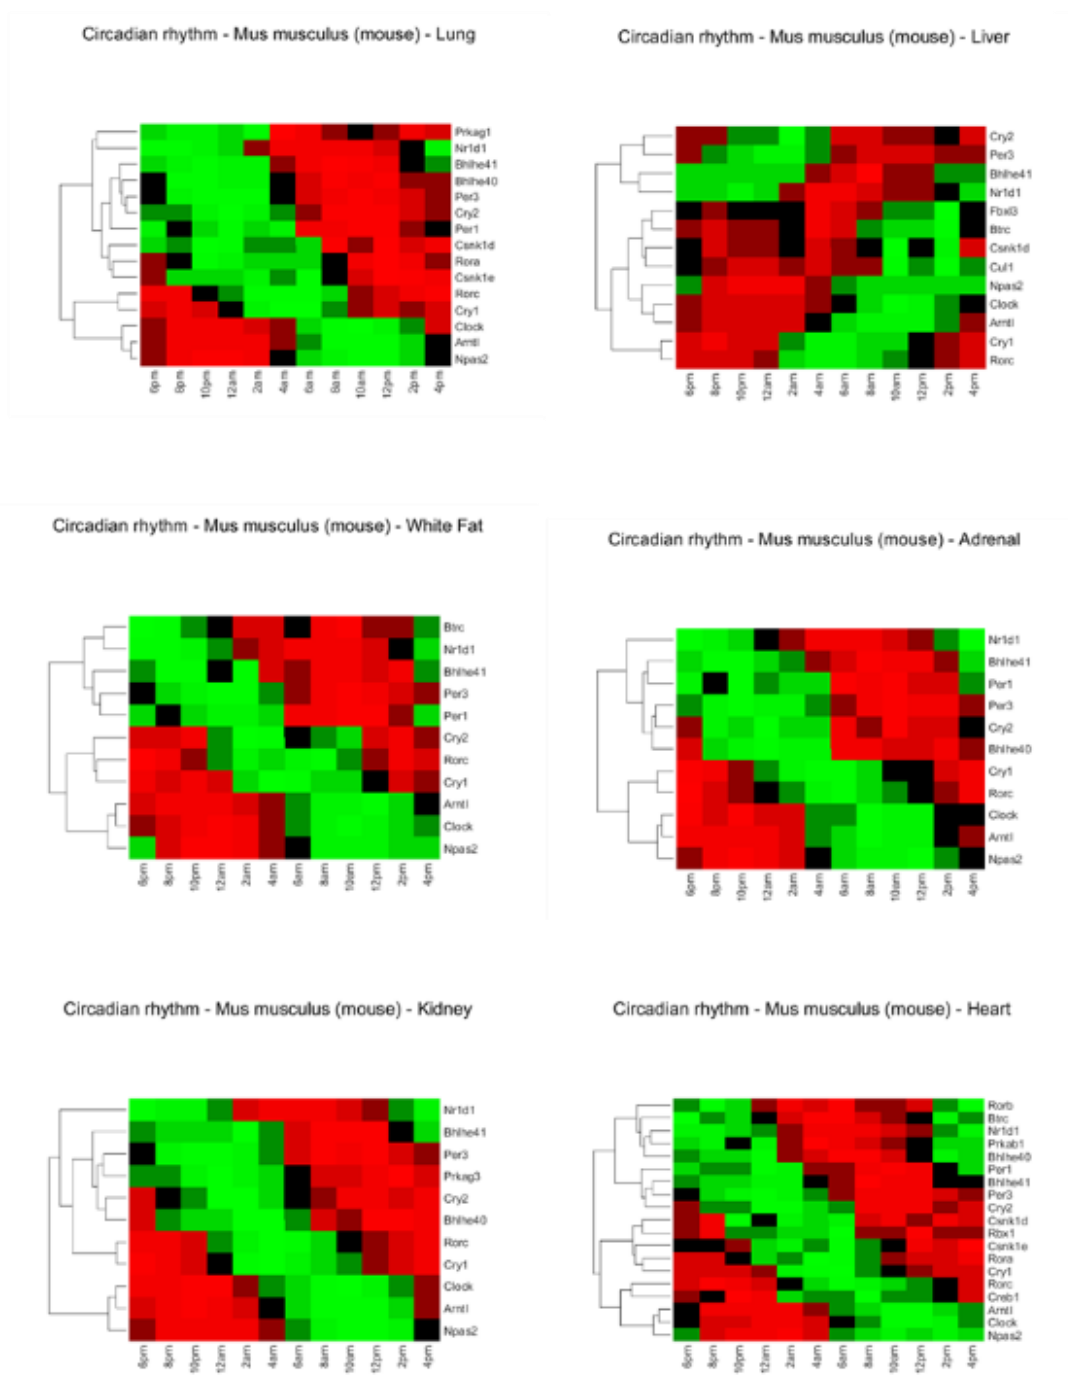 Circadian rhythm - Mus musculus (mouse) - Lung
Prkag1
Nr1d1
Bhlhe41
Bhlhe40
Per3
Cry2
Per1
Csnk1d
Rora
Csnk1e
Rorc
Cry1
Clock
Arntl
Npas2
6pm 8pm 10pm 12am 2am 4am 6am 8am 10am 12pm 2pm 4pm
Circadian rhythm - Mus musculus (mouse) - Liver
Cry2
Per3
Bhlhe41
Nr1d1
Fbxl3
Btrc
Csnk1d
Cul1
Npas2
Clock
Arntl
Cry1
Rorc
6pm 8pm 10pm 12am 2am 4am 6am 8am 10am 12pm 2pm 4pm
Circadian rhythm - Mus musculus (mouse) - White Fat
Btrc
Nr1d1
Bhlhe41
Per3
Per1
Cry2
Rorc
Cry1
Arntl
Clock
Npas2
6pm 8pm 10pm 12am 2am 4am 6am 8am 10am 12pm 2pm 4pm
Circadian rhythm - Mus musculus (mouse) - Adrenal
Nr1d1
Bhlhe41
Per1
Per3
Cry2
Bhlhe40
Cry1
Rorc
Clock
Arntl
Npas2
6pm 8pm 10pm 12am 2am 4am 6am 8am 10am 12pm 2pm 4pm
Circadian rhythm - Mus musculus (mouse) - Kidney
Nr1d1
Bhlhe41
Per3
Prkag3
Cry2
Bhlhe40
Rorc
Cry1
Clock
Arntl
Npas2
6pm 8pm 10pm 12am 2am 4am 6am 8am 10am 12pm 2pm 4pm
Circadian rhythm - Mus musculus (mouse) - Heart
Rorb
Btrc
Nr1d1
Prkab1
Bhlhe40
Per1
Bhlhe41
Per3
Cry2
Csnk1d
Rbx1
Csnk1e
Rora
Cry1
Rorc
Creb1
Arntl
Clock
Npas2
6pm 8pm 10pm 12am 2am 4am 6am 8am 10am 12pm 2pm 4pm